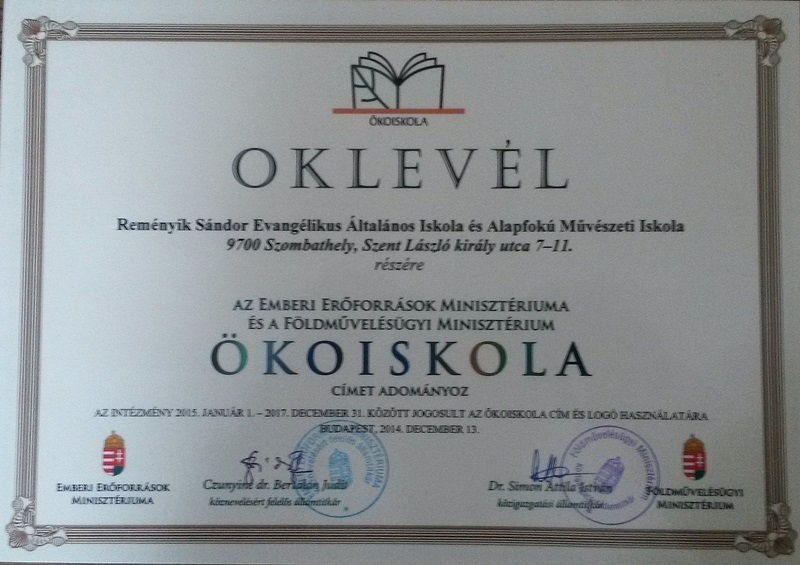 ÖKOISKOLA
OKLEVÉL
Reményik Sándor Evangélikus Általános Iskola és Alapfokú Művészeti Iskola
9700 Szombathely, Szent László király utca 7–11.
részére
AZ EMBERI ERŐFORRÁSOK MINISZTÉRIUMA
ÉS A FÖLDMŰVELÉSÜGYI MINISZTÉRIUM
ÖKOISKOLA
CÍMET ADOMÁNYOZ
AZ INTÉZMÉNY 2015. JANUÁR 1. – 2017. DECEMBER 31. KÖZÖTT JOGOSULT AZ ÖKOISKOLA CÍM ÉS LOGÓ HASZNÁLATÁRA
BUDAPEST, 2014. DECEMBER 13.
EMBERI ERŐFORRÁSOK
MINISZTÉRIUMA
Czunyiné dr. Bertalan Judit
köznevelésért felelős államtitkár
Dr. Simon Attila István
közigazgatási államtitkár
FÖLDMŰVELÉSÜGYI
MINISZTÉRIUM